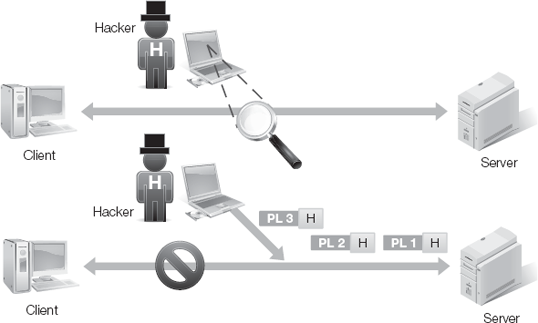 Hacker
H
Client
Server
H
Hacker
PL 3 H
PL 2 H
PL 1 H
Client
Server